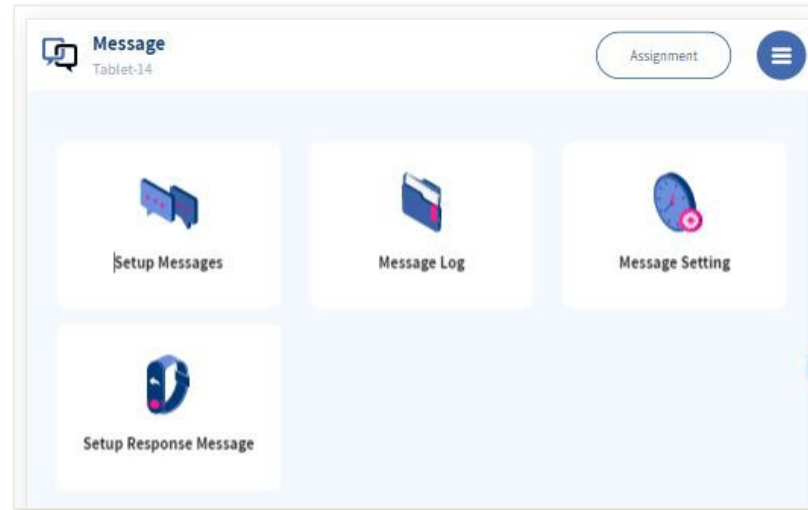 Message
Tablet-14
Assignment
Setup Messages
Message Log
Message Setting
Setup Response Message